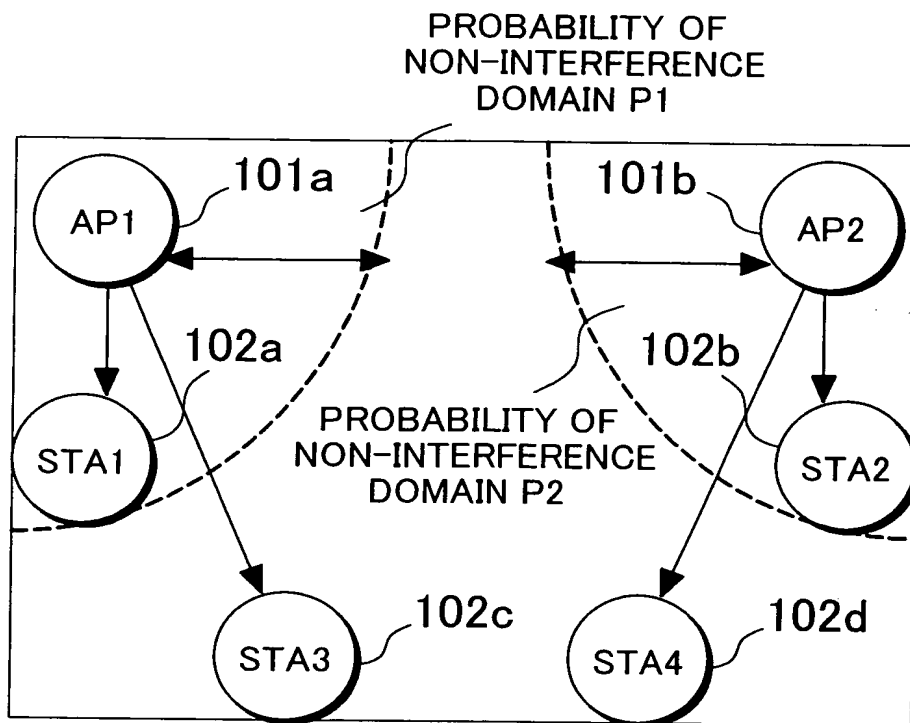 PROBABILITY OF
NON-INTERFERENCE
DOMAIN P1
101a
101b
AP1
AP2
102a
102b
STA1
PROBABILITY OF
NON-INTERFERENCE
DOMAIN P2
STA2
102c
102d
STA3
STA4